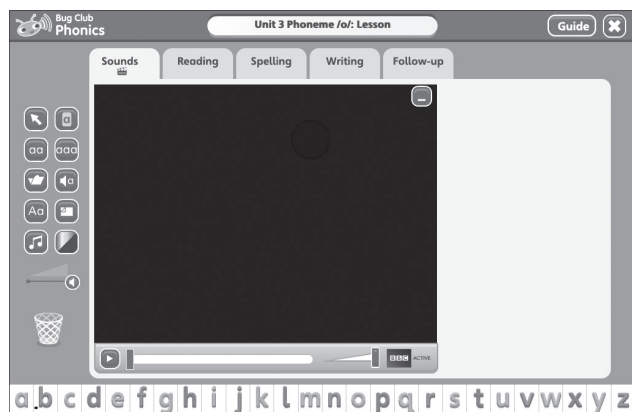 Bug Club
Phonics
Unit 3 Phoneme /o/: Lesson
Guide
Sounds Reading Spelling Writing Follow-up
a
aa aaa
a
Aa
BBC ACTIVE
a b c d e f g h i j k l m n o p q r s t u v w x y z